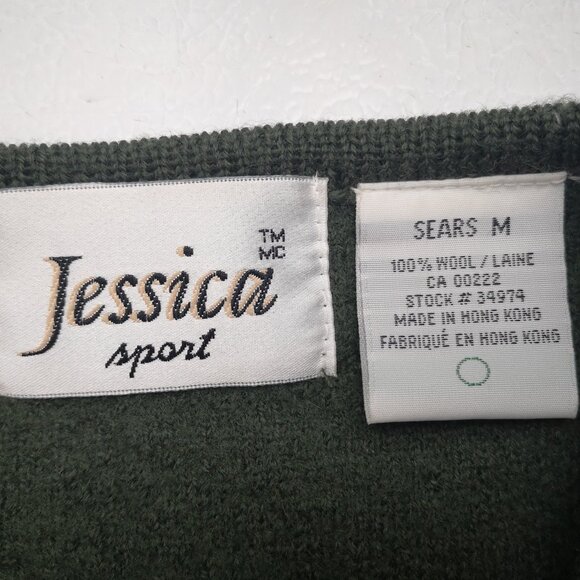 Jessica TM
MC
sport
SEARS M
100% WOOL / LAINE
CA 00222
STOCK # 34974
MADE IN HONG KONG
FABRIQUÉ EN HONG KONG